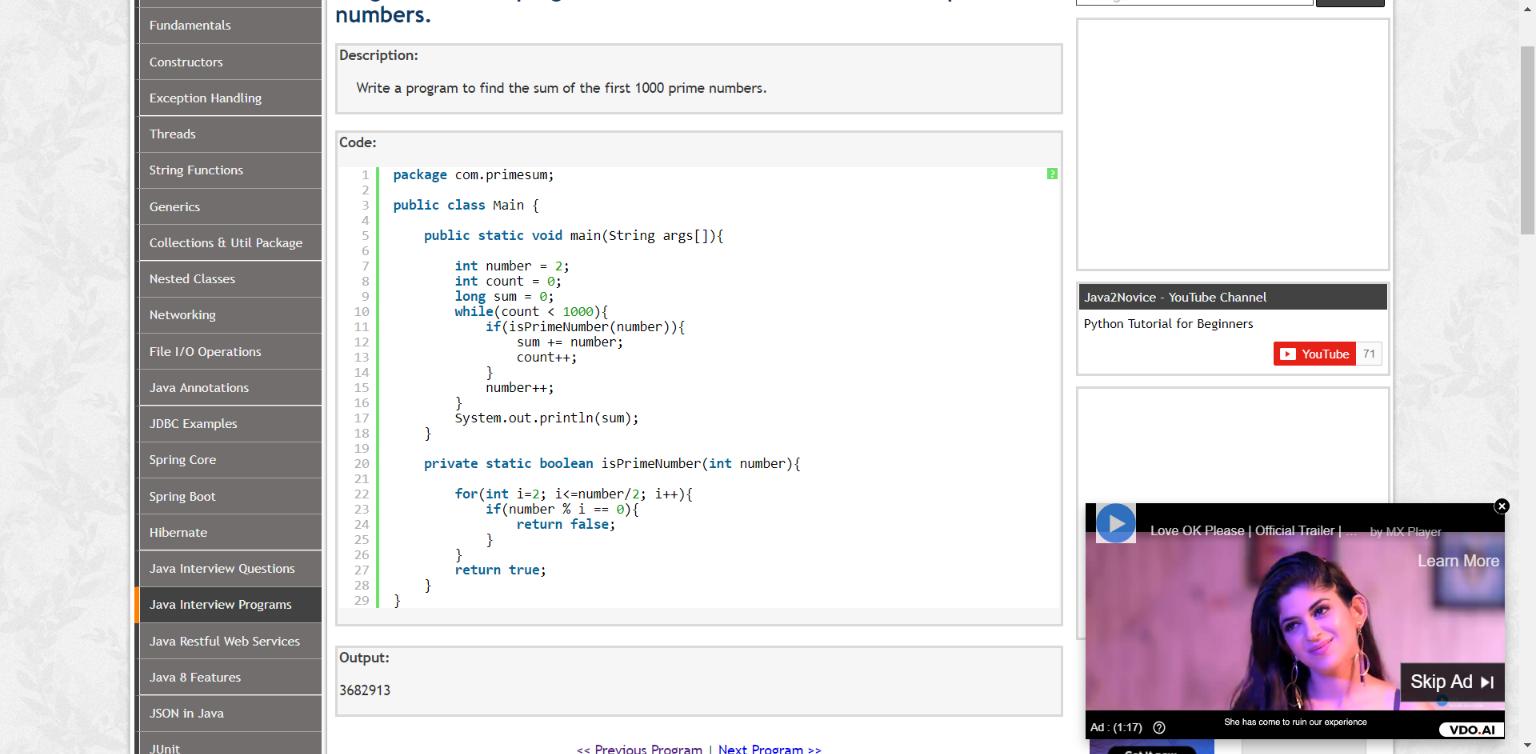 numbers.
Fundamentals
Constructors
Exception Handling
Threads
String Functions
Generics
Collections & Util Package
Nested Classes
Networking
File I/O Operations
Java Annotations
JDBC Examples
Spring Core
Spring Boot
Hibernate
Java Interview Questions
Java Interview Programs
Java Restful Web Services
Java 8 Features
JSON in Java
JUnit
Description:
Write a program to find the sum of the first 1000 prime numbers.
Code:
?
1 package com.primesum;
2
3 public class Main {
4
5     public static void main(String args[]){
6
7         int number = 2;
8         int count = 0;
9         long sum = 0;
10         while(count < 1000){
11             if(isPrimeNumber(number)){
12                 sum += number;
13                 count++;
14             }
15             number++;
16         }
17         System.out.println(sum);
18     }
19
20     private static boolean isPrimeNumber(int number){
21
22         for(int i=2; i<=number/2; i++){
23             if(number % i == 0){
24                 return false;
25             }
26         }
27         return true;
28     }
29 }
Output:
3682913
<< Previous Program | Next Program >>
Java2Novice - YouTube Channel
Python Tutorial for Beginners
YouTube 71
Love OK Please | Official Trailer | ... by MX Player
Learn More
Skip Ad
Ad : (1:17) ?
She has come to ruin our experience
VDO.AI